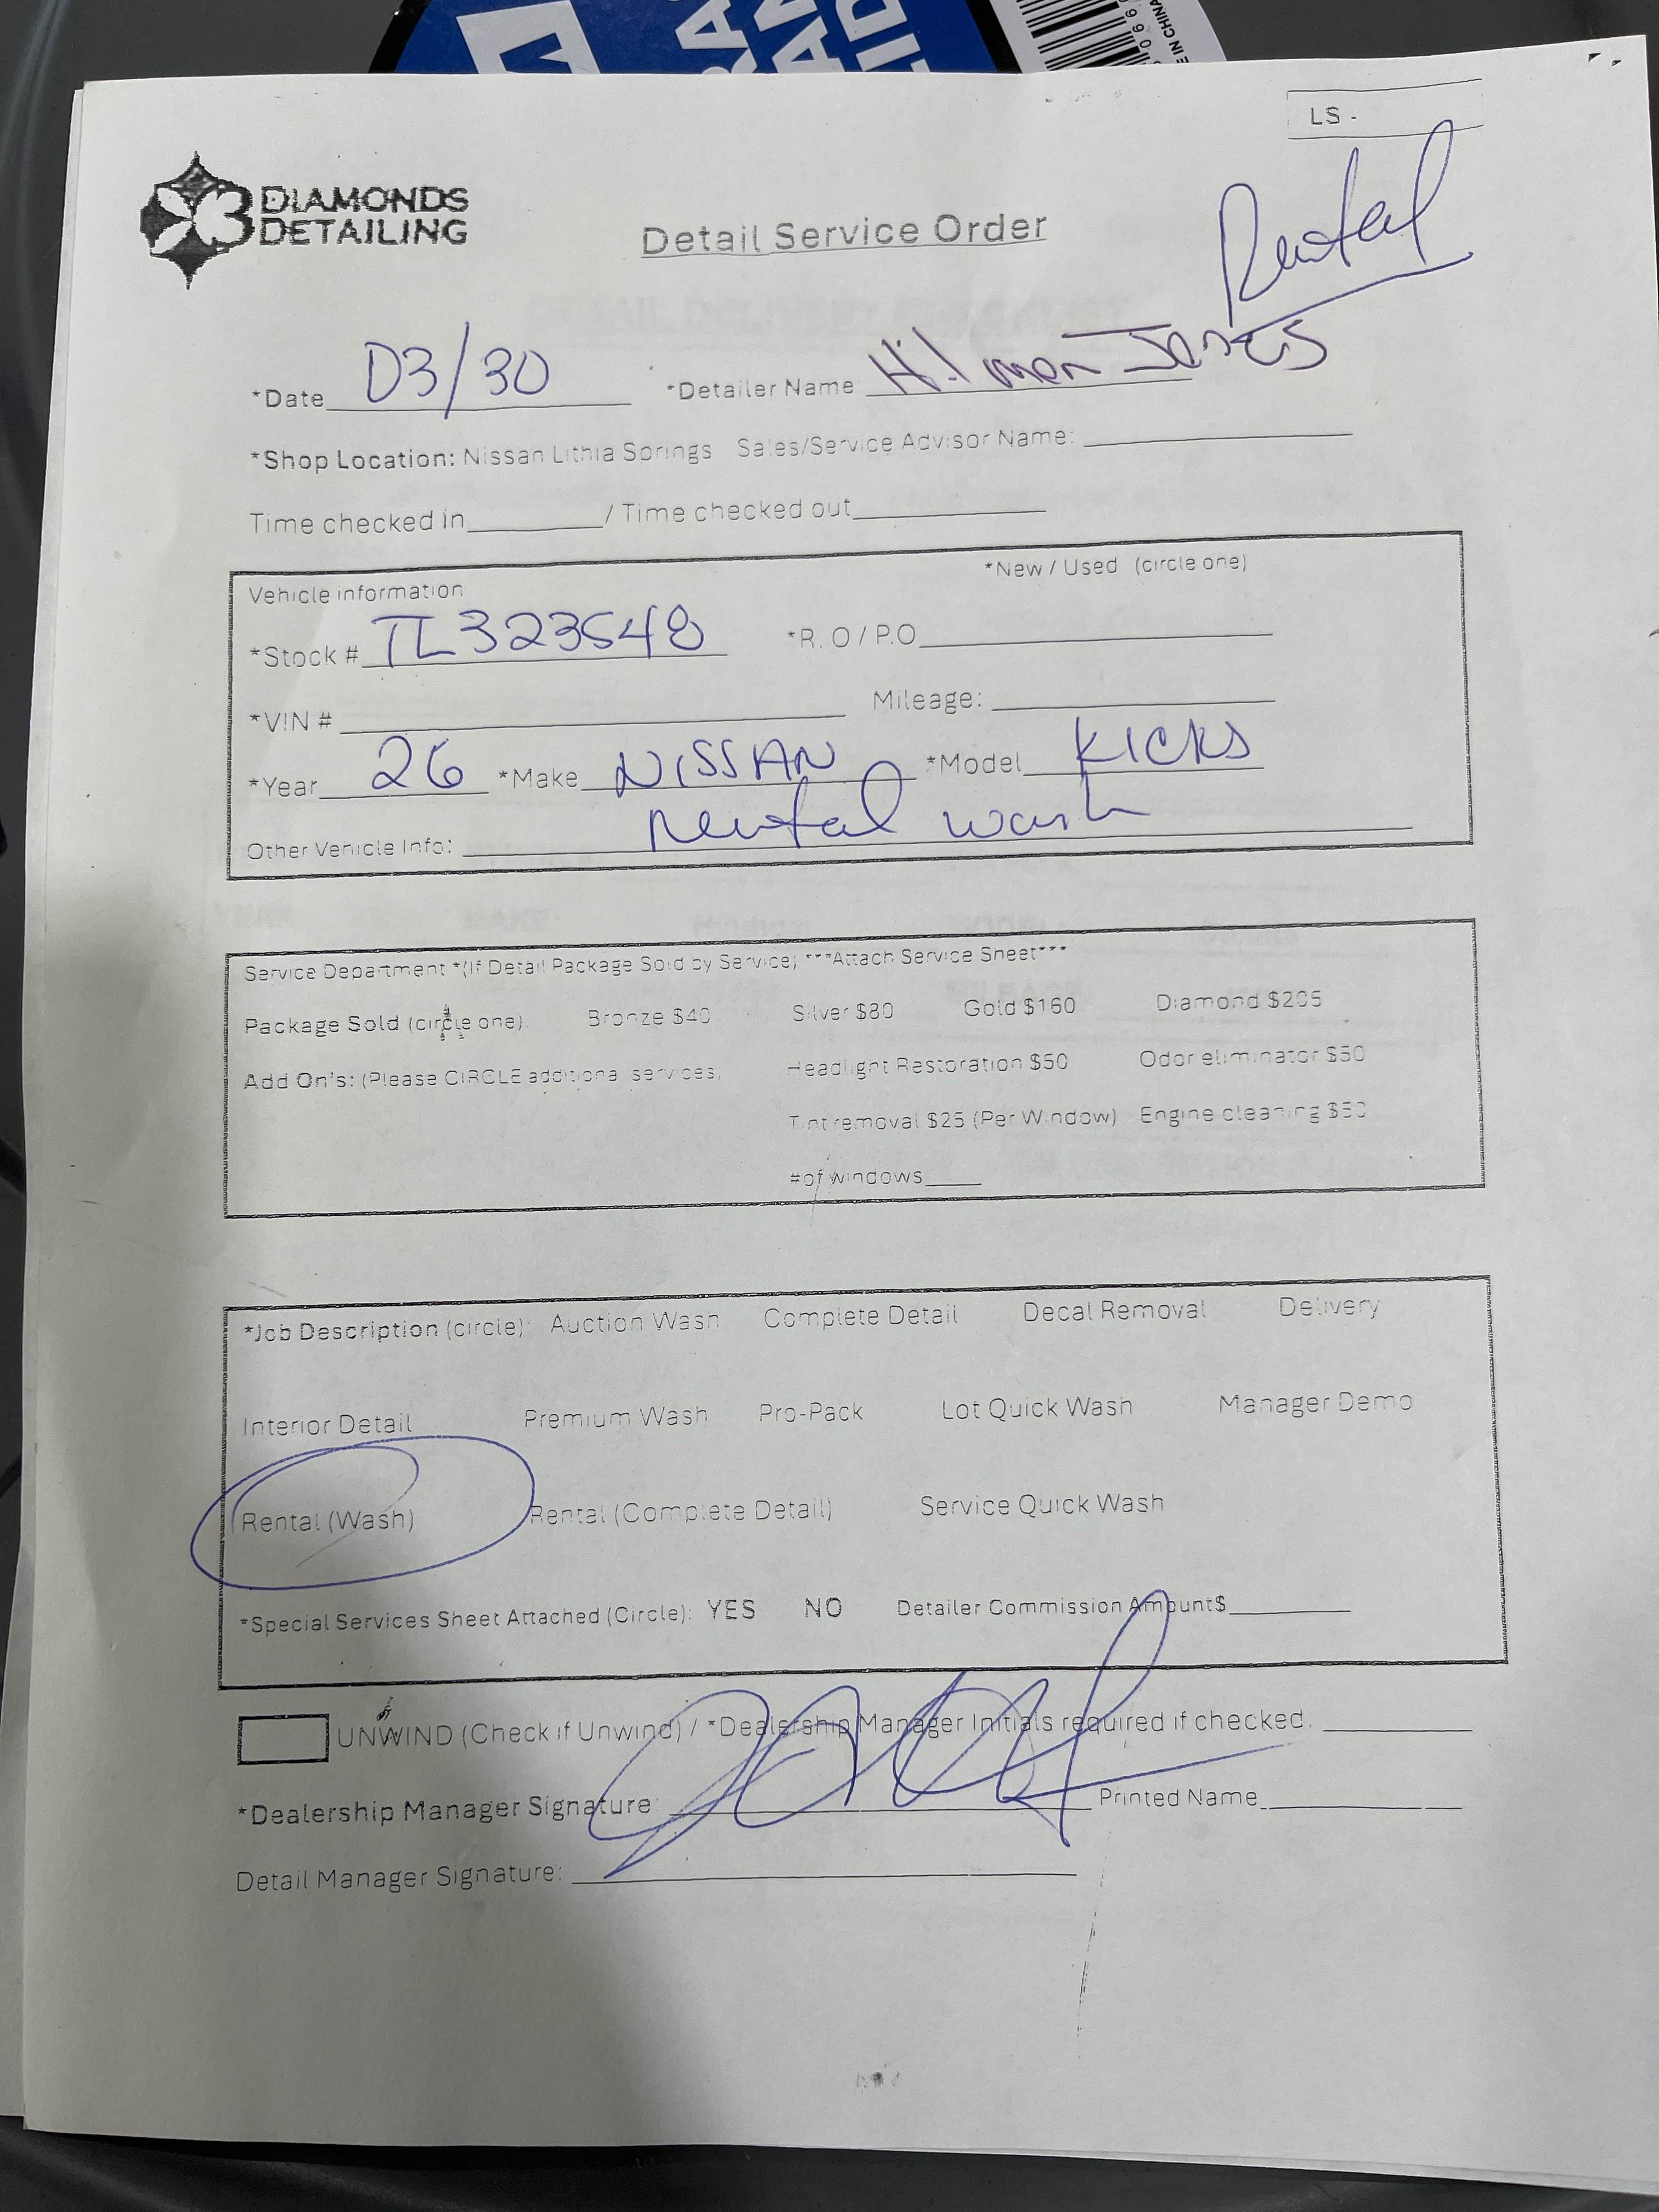 LS -
Rental
3 DIAMONDS
DETAILING
Detail Service Order
*Date 03/30 *Detailer Name Hilmon Jones
*Shop Location: Nissan Lithia Springs Sales/Service Advisor Name:
Time checked in / Time checked out
Vehicle information *New / Used (circle one)
*Stock # TL323548 *R.O / P.O
*VIN # Mileage:
*Year 26 *Make NISSAN *Model KICKS
Other Vehicle Info: Rental wash
Service Department *(If Detail Package Sold by Service) ***Attach Service Sheet***
Package Sold (circle one). Bronze $40 Silver $80 Gold $160 Diamond $205
Add On's: (Please CIRCLE additional services) Headlight Restoration $50 Odor eliminator $50
Tint removal $25 (Per Window) Engine cleaning $50
# of windows
*Job Description (circle): Auction Wash Complete Detail Decal Removal Delivery
Interior Detail Premium Wash Pro-Pack Lot Quick Wash Manager Demo
Rental (Wash) Rental (Complete Detail) Service Quick Wash
*Special Services Sheet Attached (Circle): YES NO Detailer Commission Amount$
UNWIND (Check if Unwind) / *Dealership Manager Initials required if checked.
*Dealership Manager Signature: Printed Name
Detail Manager Signature: